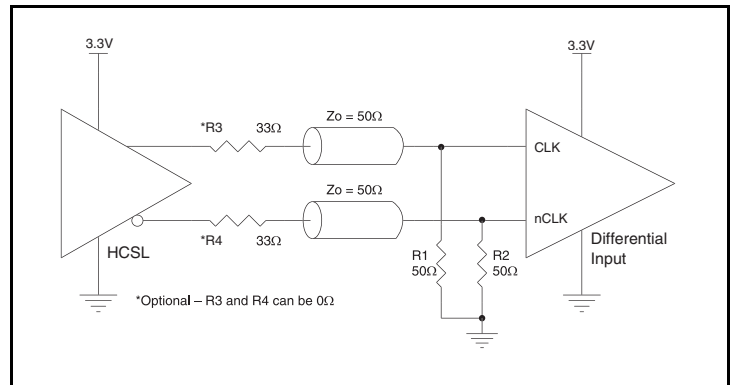 3.3V
3.3V
*R3 33Ω
Zo = 50Ω
CLK
Zo = 50Ω
nCLK
*R4 33Ω
HCSL
R1
50Ω
R2
50Ω
Differential
Input
*Optional – R3 and R4 can be 0Ω